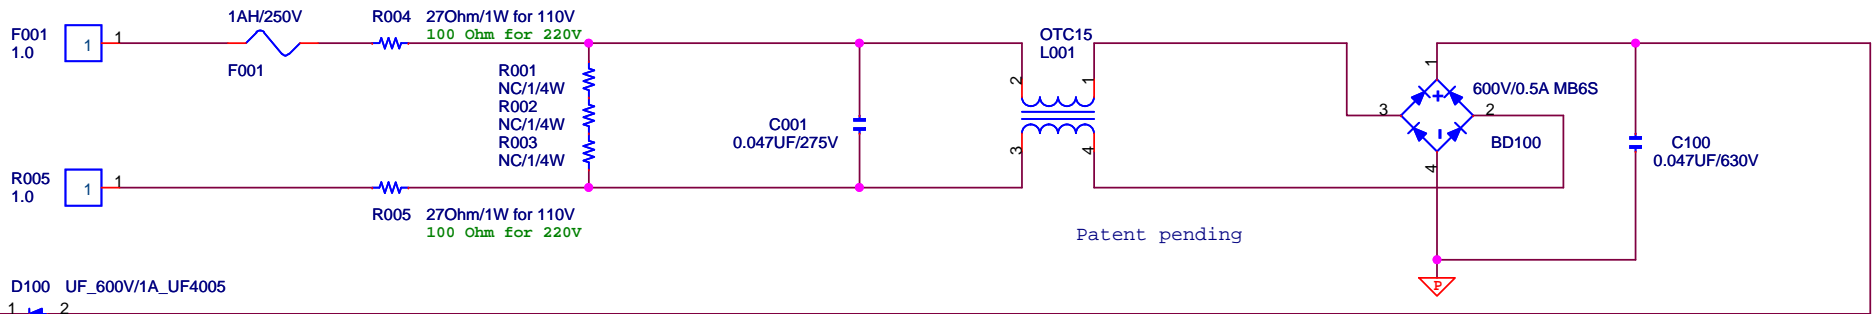 F001
1.0
1
1
1AH/250V
F001
R004
27Ohm/1W for 110V
100 Ohm for 220V
R001
NC/1/4W
R002
NC/1/4W
R003
NC/1/4W
C001
0.047UF/275V
OTC15
L001
2
1
3
4
1
3
2
4
600V/0.5A MB6S
BD100
C100
0.047UF/630V
R005
1.0
1
1
R005
27Ohm/1W for 110V
100 Ohm for 220V
Patent pending
P
D100
UF_600V/1A_UF4005
1
2